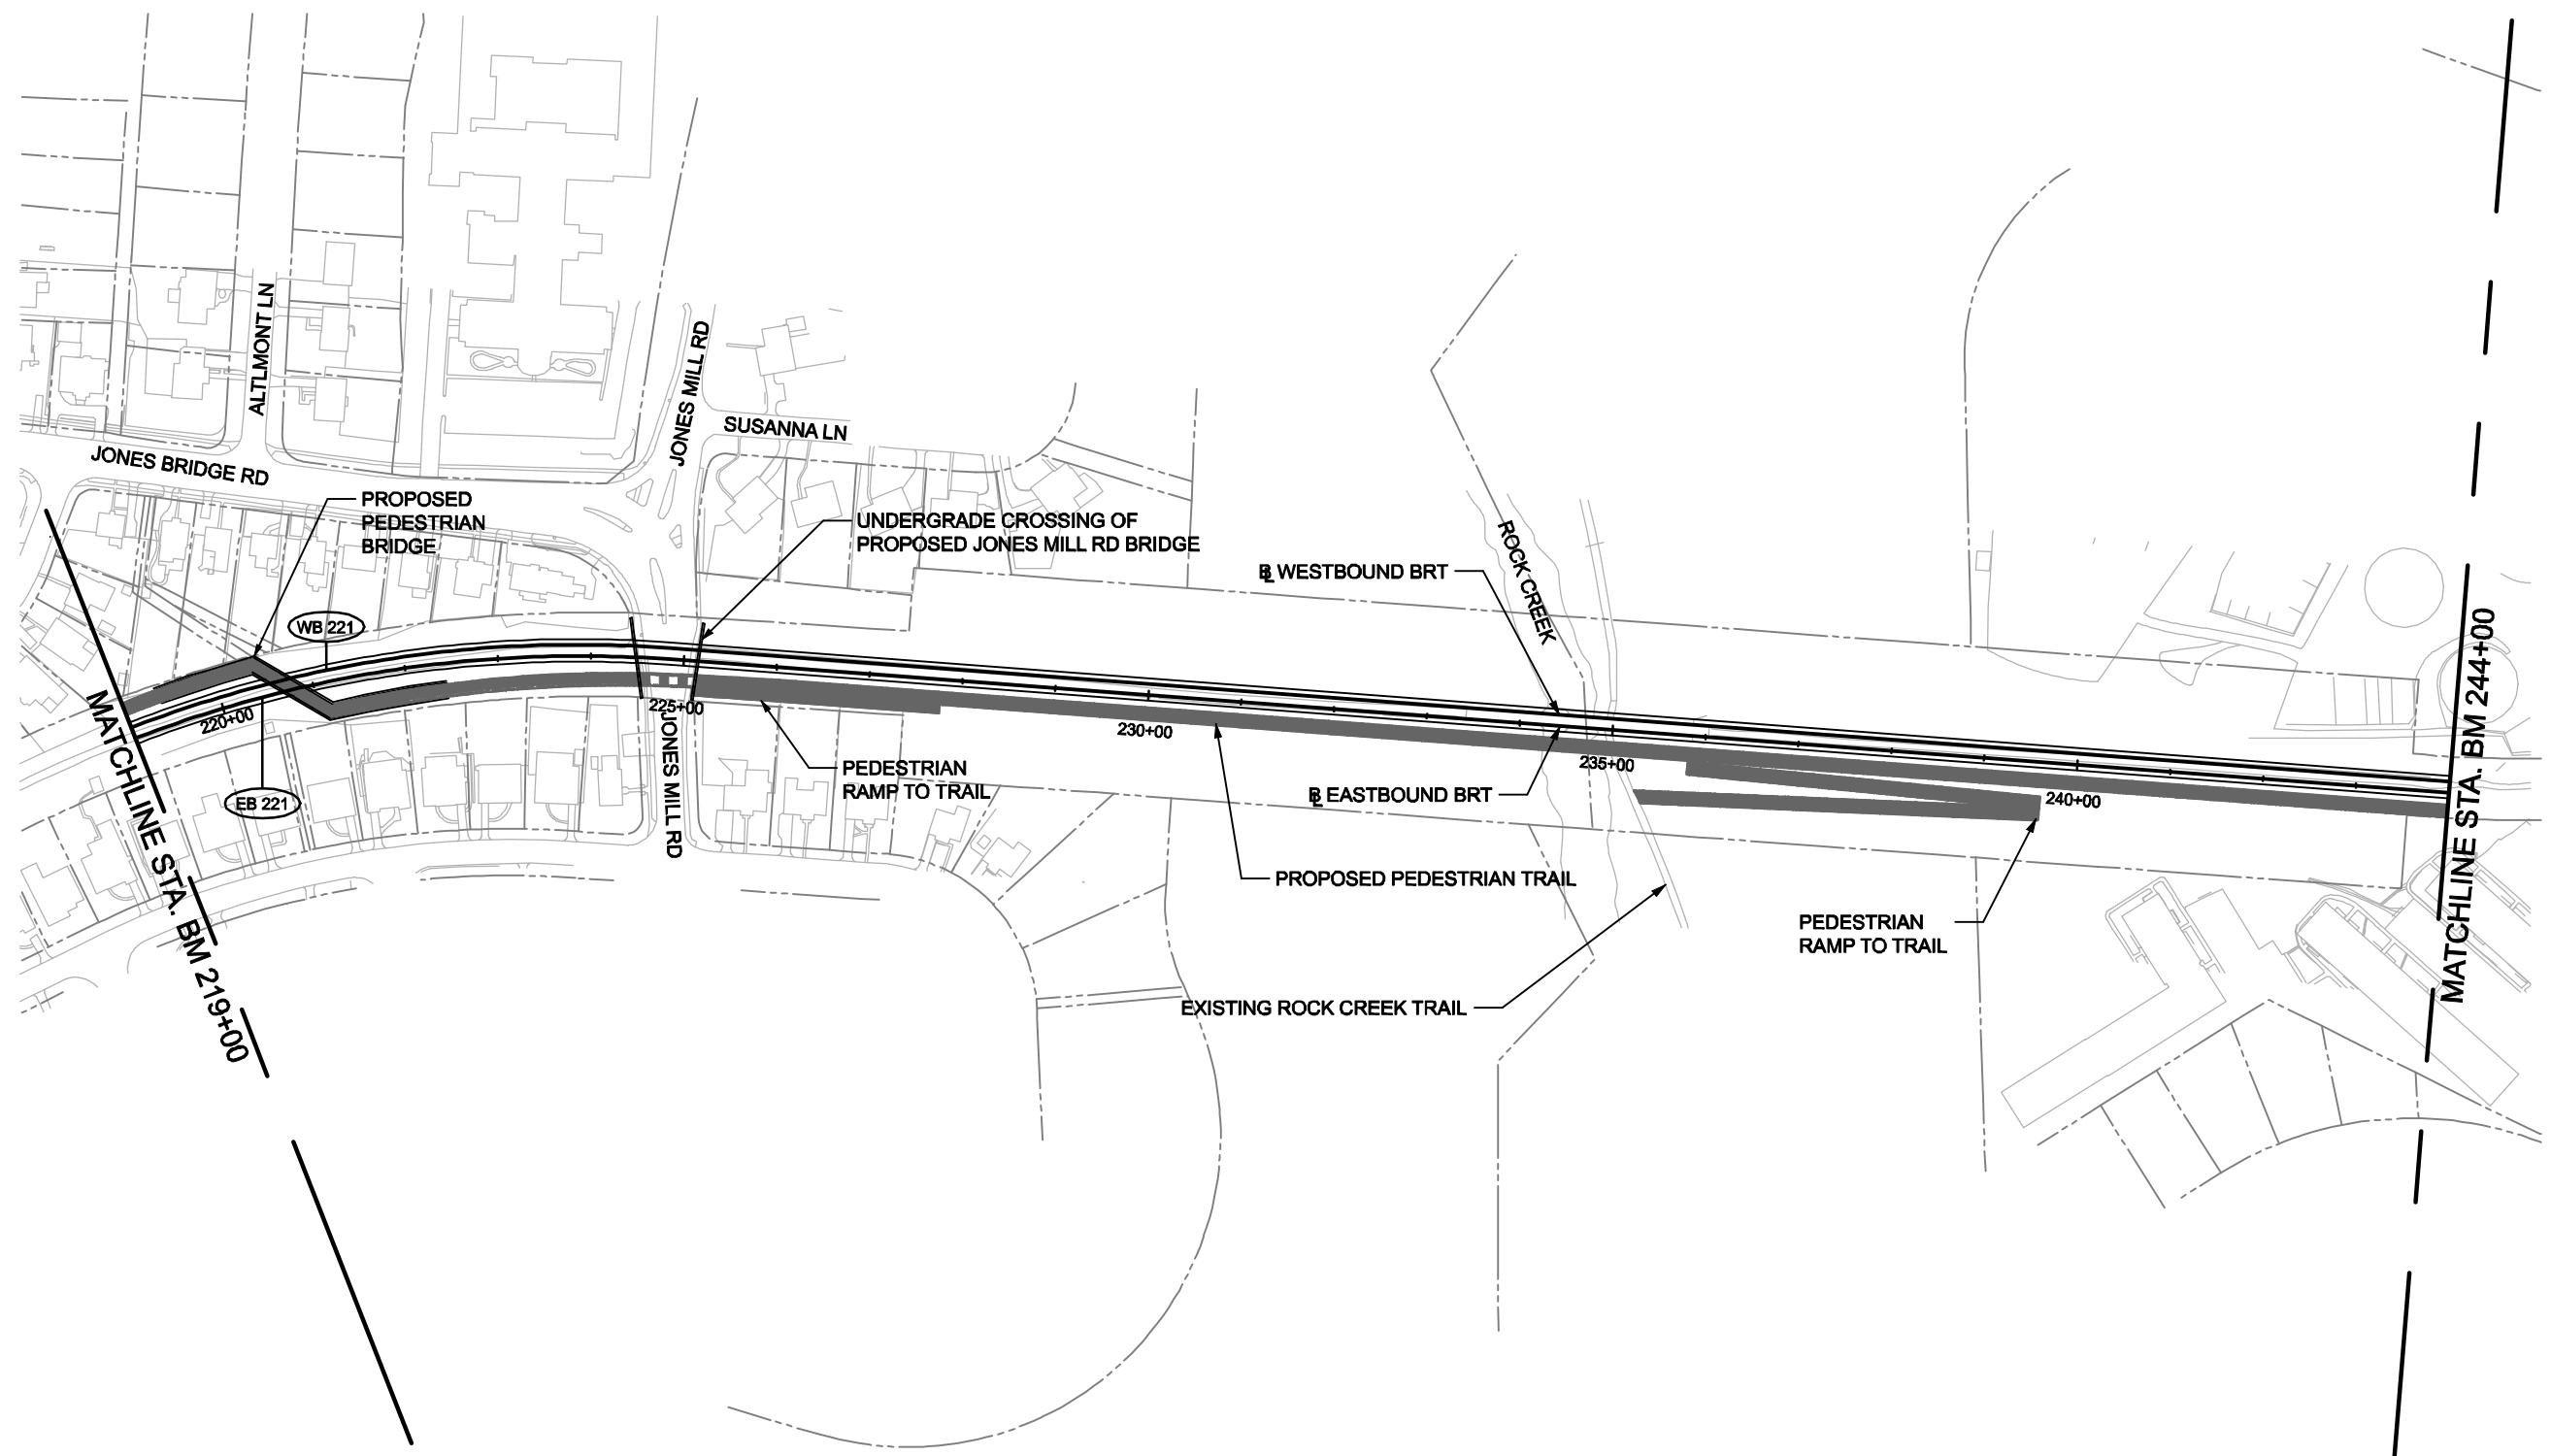 ALTLMONT LN
JONES MILL RD
SUSANNA LN
JONES BRIDGE RD
PROPOSED
PEDESTRIAN
BRIDGE
UNDERGRADE CROSSING OF
PROPOSED JONES MILL RD BRIDGE
WESTBOUND BRT
ROCK CREEK
WB 221
MATCHLINE STA. BM 219+00
220+00
EB 221
225+00
JONES MILL RD
230+00
235+00
240+00
PEDESTRIAN
RAMP TO TRAIL
EASTBOUND BRT
PROPOSED PEDESTRIAN TRAIL
PEDESTRIAN
RAMP TO TRAIL
EXISTING ROCK CREEK TRAIL
MATCHLINE STA. BM 244+00